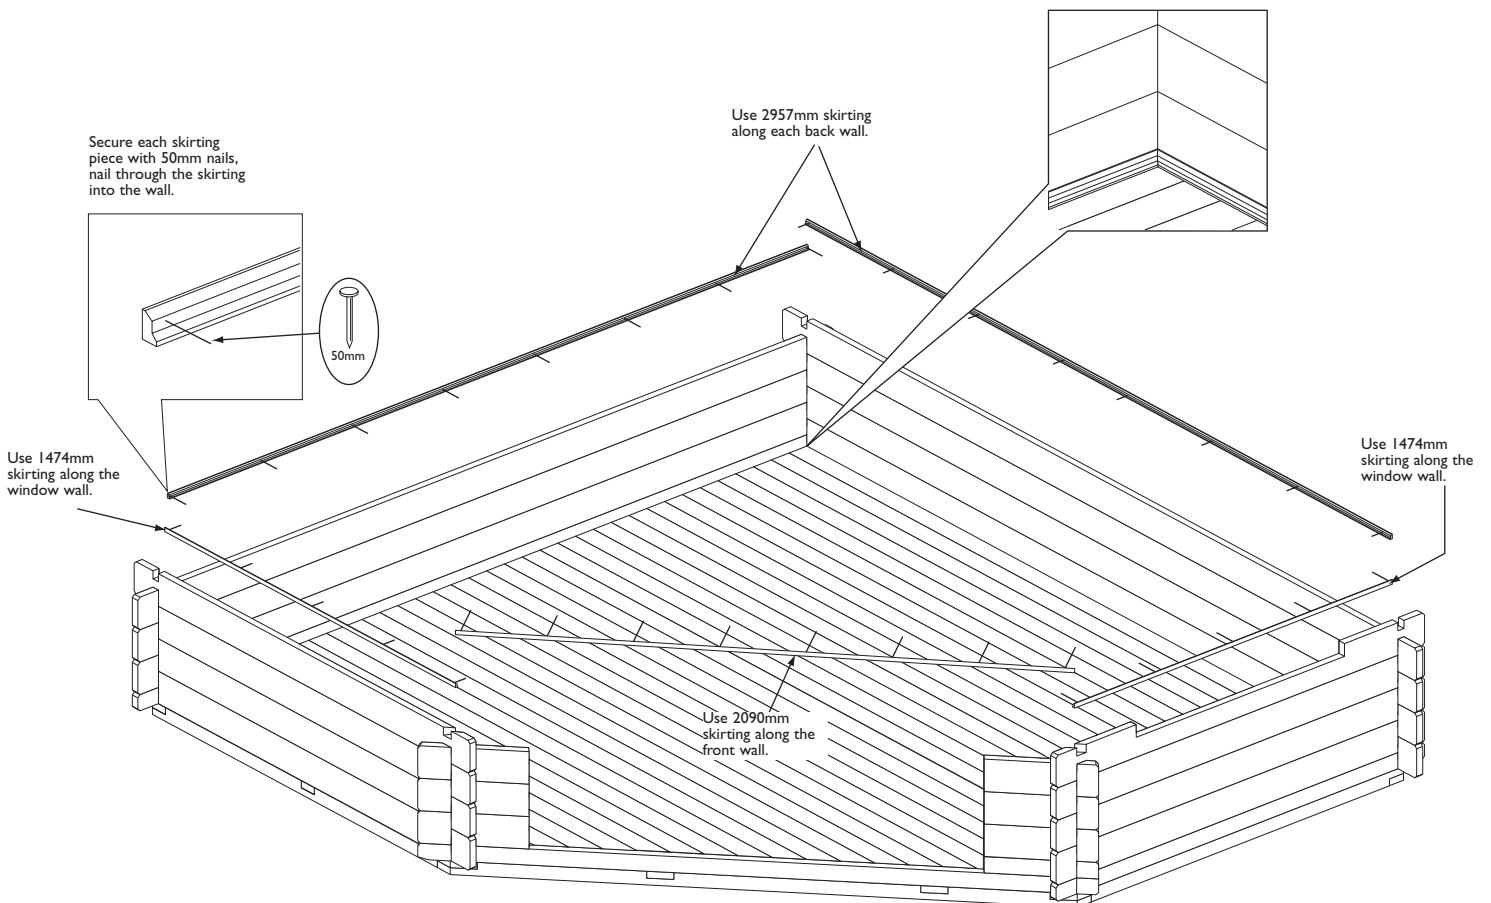 Use 2957mm skirting
along each back wall.
Secure each skirting
piece with 50mm nails,
nail through the skirting
into the wall.
50mm
Use 1474mm
skirting along the
window wall.
Use 1474mm
skirting along the
window wall.
Use 2090mm
skirting along the
front wall.